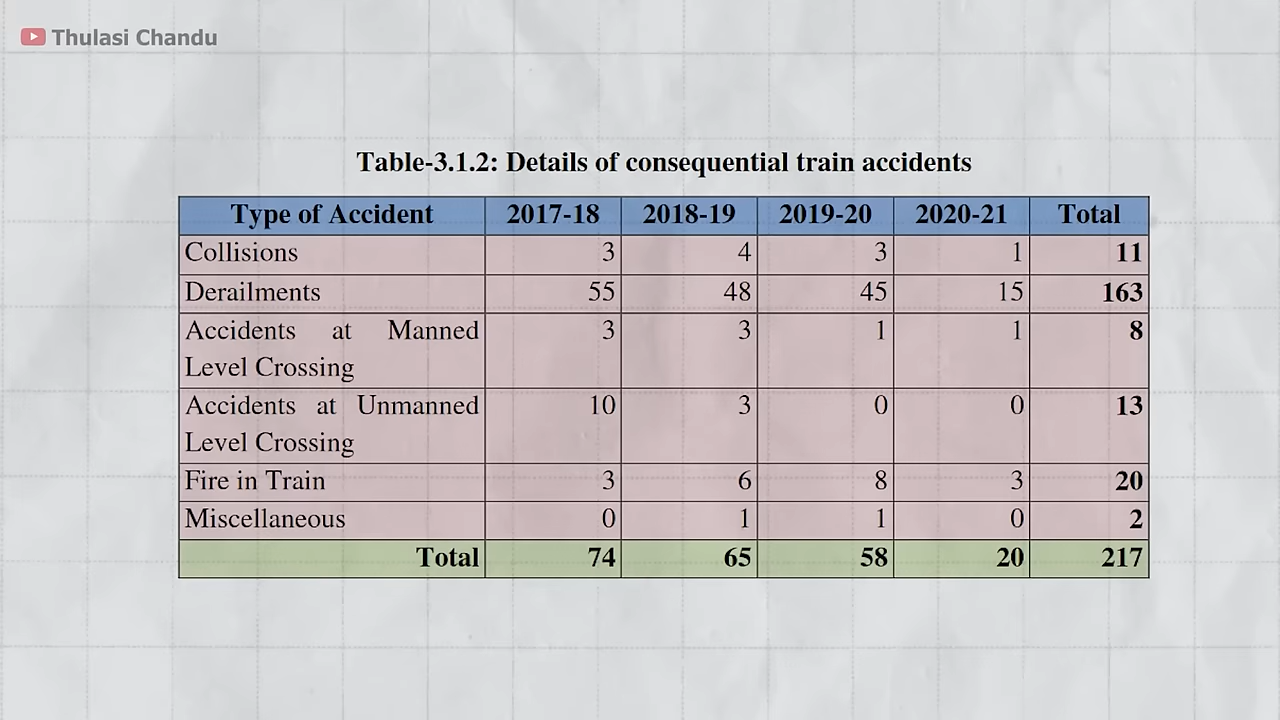 Thulasi Chandu
Table-3.1.2: Details of consequential train accidents
Type of Accident 2017-18 2018-19 2019-20 2020-21 Total
Collisions 3 4 3 1 11
Derailments 55 48 45 15 163
Accidents at Manned 3 3 1 1 8
Level Crossing
Accidents at Unmanned 10 3 0 0 13
Level Crossing
Fire in Train 3 6 8 3 20
Miscellaneous 0 1 1 0 2
Total 74 65 58 20 217